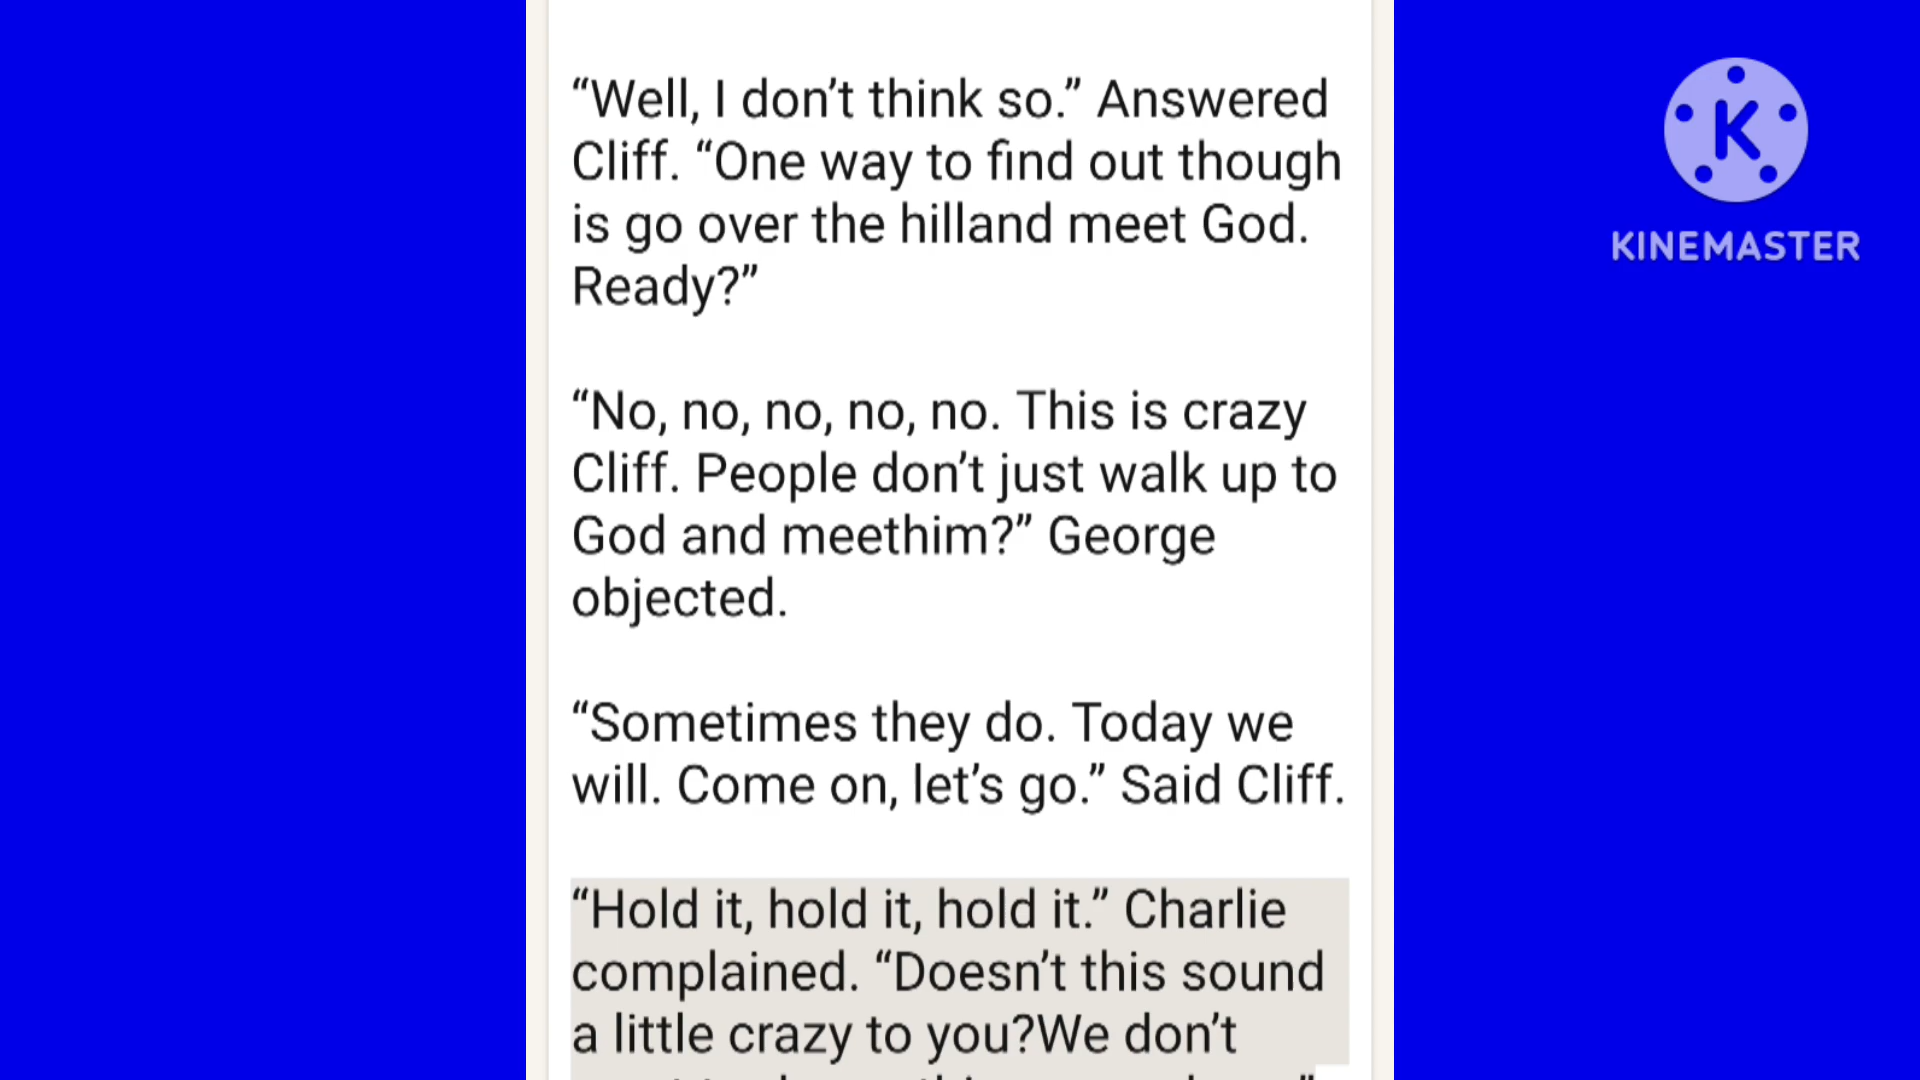 “Well, I don’t think so.” Answered
Cliff. “One way to find out though
is go over the hilland meet God.
Ready?”
“No, no, no, no, no. This is crazy
Cliff. People don’t just walk up to
God and meethim?” George
objected.
“Sometimes they do. Today we
will. Come on, let’s go.” Said Cliff.
“Hold it, hold it, hold it.” Charlie
complained. “Doesn’t this sound
a little crazy to you?We don’t
K
KINEMASTER